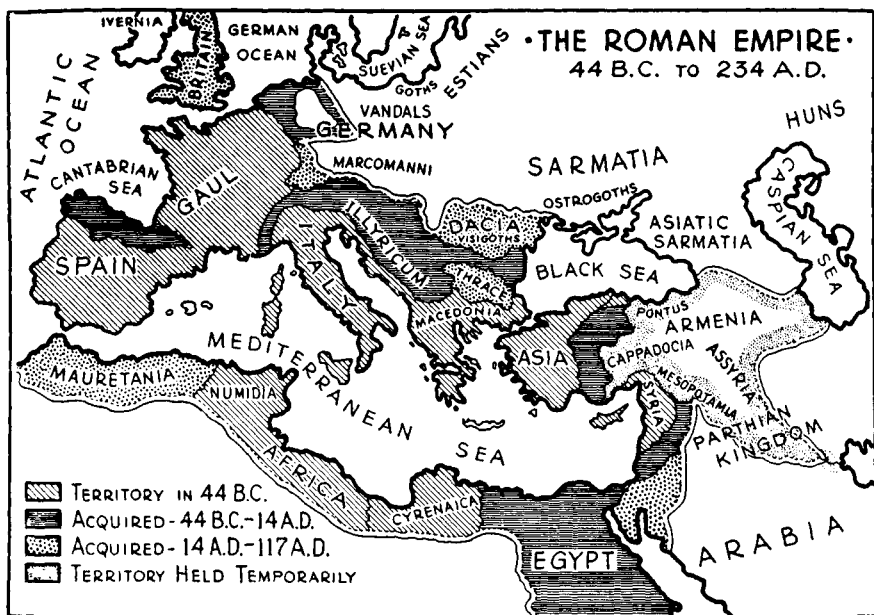 ·THE ROMAN EMPIRE·
44 B.C. TO 234 A.D.
IVERNIA
BRITAIN
GERMAN
OCEAN
SUEVIAN SEA
GOTHS
ESTIANS
VANDALS
GERMANY
HUNS
ATLANTIC
OCEAN
CANTABRIAN
SEA
GAUL
MARCOMANNI
SARMATIA
OSTROGOTHS
ASIATIC
SARMATIA
CASPIAN SEA
SPAIN
ITALY
ILLYRICUM
DACIA
VISIGOTHS
THRACE
MACEDONIA
BLACK SEA
PONTUS
ARMENIA
CAPPADOCIA
ASIA
ASSYRIA
MESOPOTAMIA
SYRIA
PARTHIAN
KINGDOM
MEDITERRANEAN
SEA
MAURETANIA
NUMIDIA
AFRICA
CYRENAICA
EGYPT
ARABIA
TERRITORY IN 44 B.C.
ACQUIRED-44 B.C.-14 A.D.
ACQUIRED-14 A.D.-117 A.D.
TERRITORY HELD TEMPORARILY